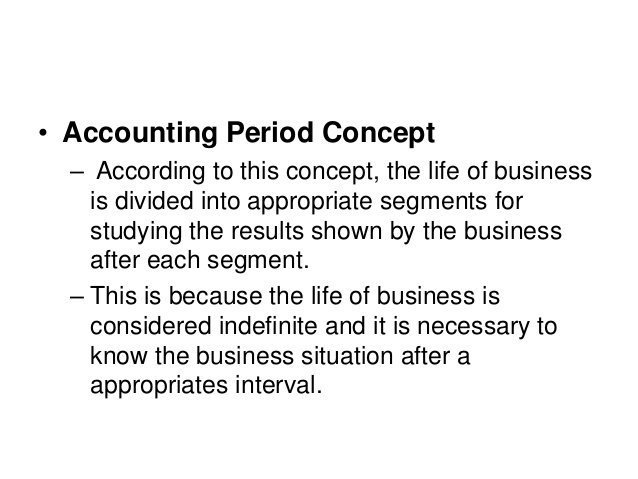 • Accounting Period Concept
– According to this concept, the life of business
is divided into appropriate segments for
studying the results shown by the business
after each segment.
– This is because the life of business is
considered indefinite and it is necessary to
know the business situation after a
appropriates interval.